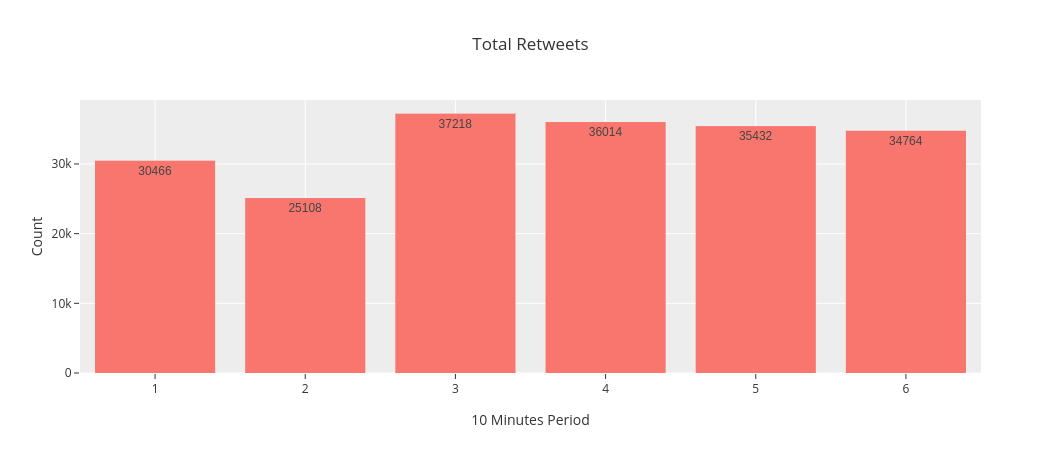 Total Retweets
37218
36014
35432
34764
30466
25108
30k
20k
10k
0
Count
1 2 3 4 5 6
10 Minutes Period